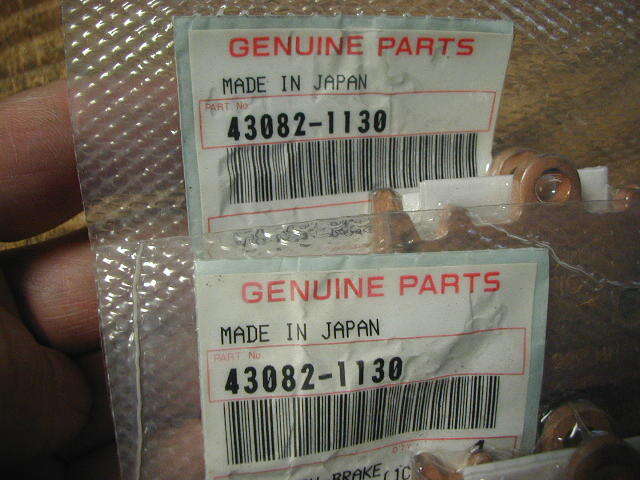 GENUINE PARTS
MADE IN JAPAN
PART No
43082-1130
GENUINE PARTS
MADE IN JAPAN
PART No
43082-1130
BRAKE